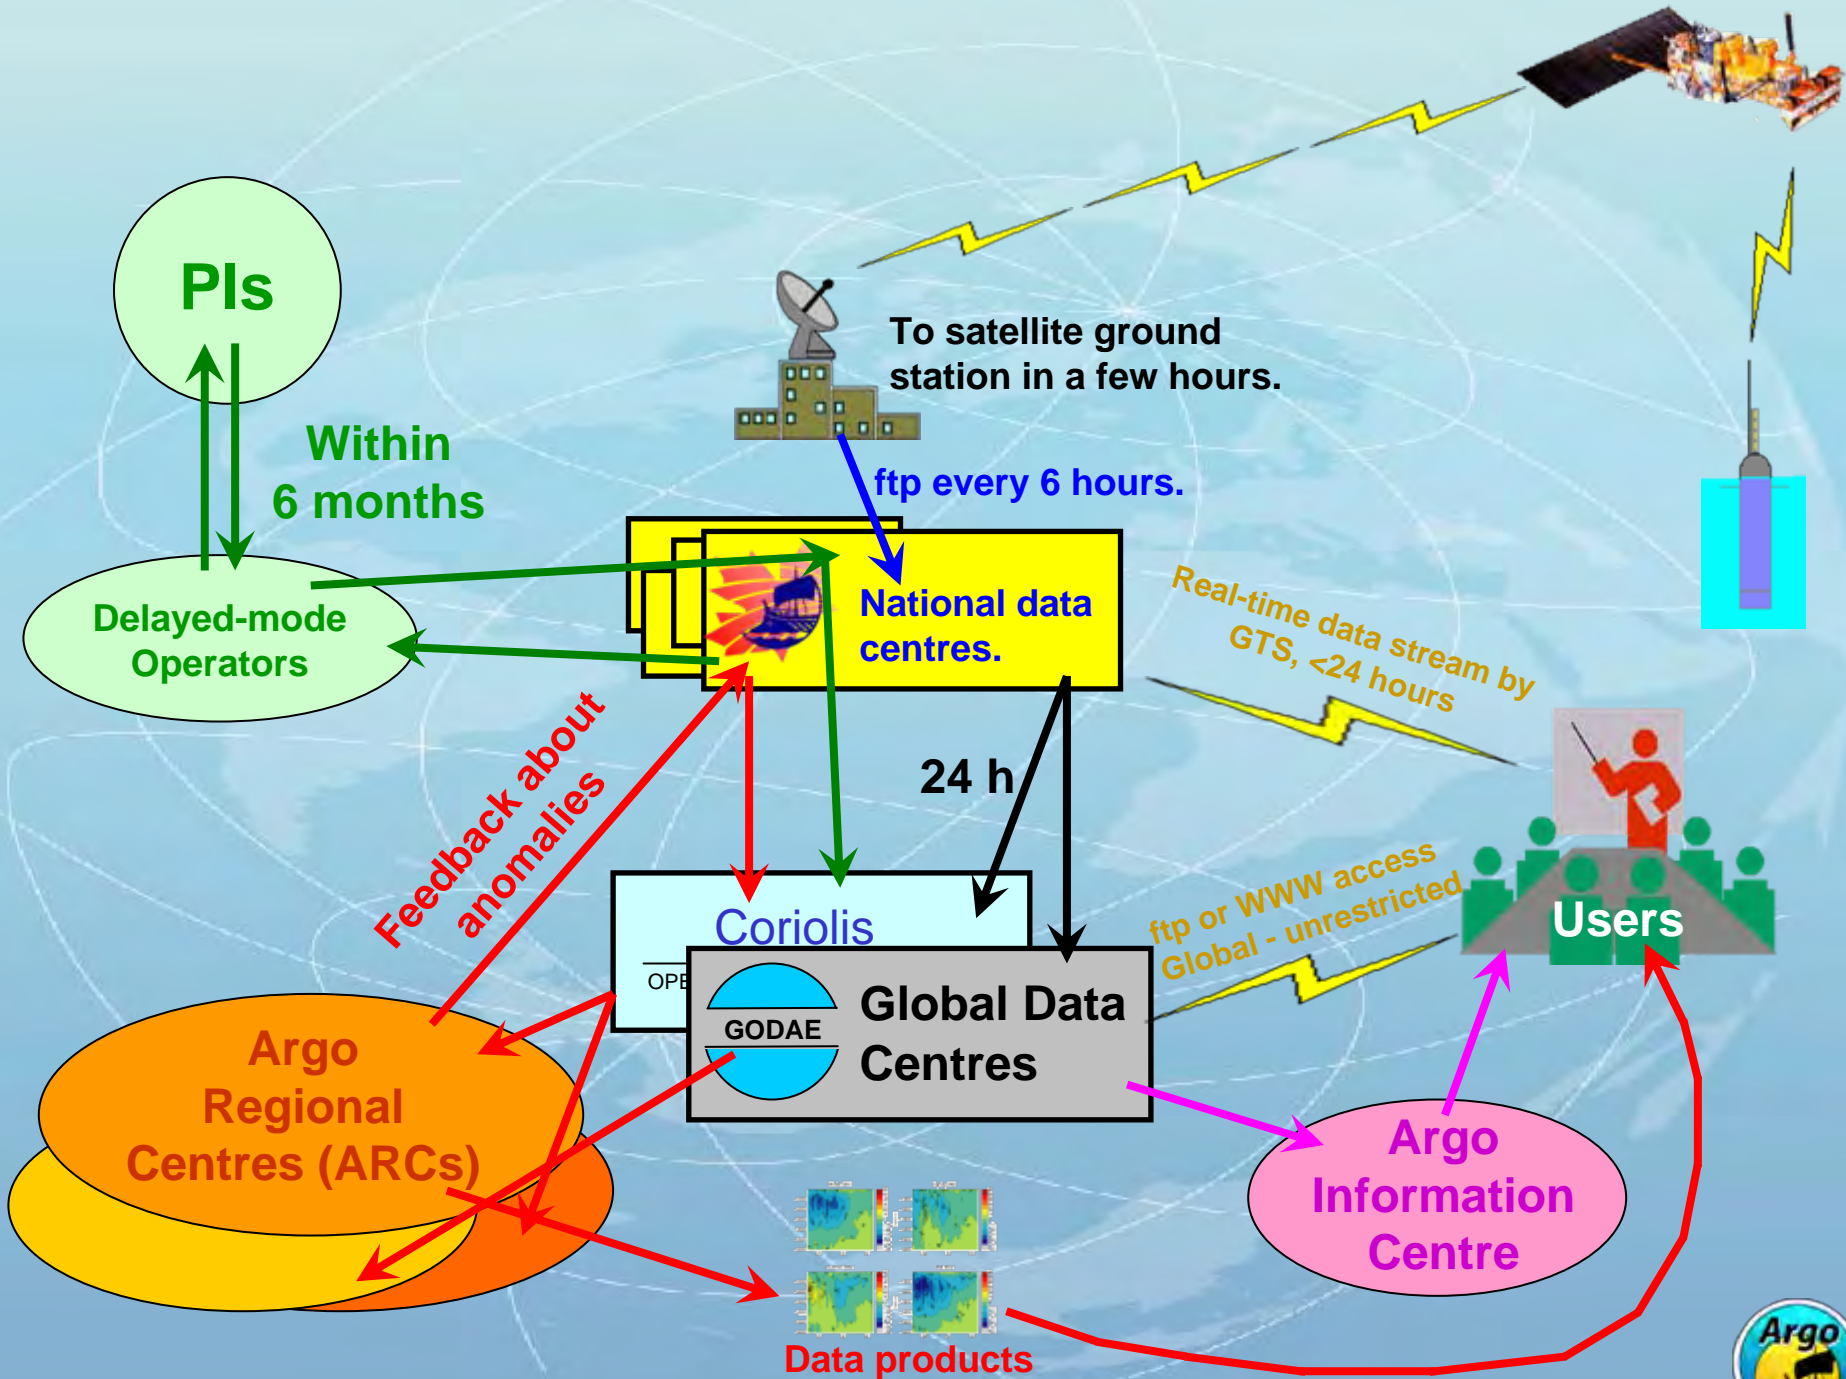 PIs
Within
6 months
Delayed-mode
Operators
To satellite ground
station in a few hours.
ftp every 6 hours.
National data
centres.
Real-time data stream by
GTS, <24 hours
24 h
Feedback about
anomalies
Coriolis
OPE
GODAE
Global Data
Centres
ftp or WWW access
Global - unrestricted
Users
Argo
Regional
Centres (ARCs)
Argo
Information
Centre
Data products
Argo